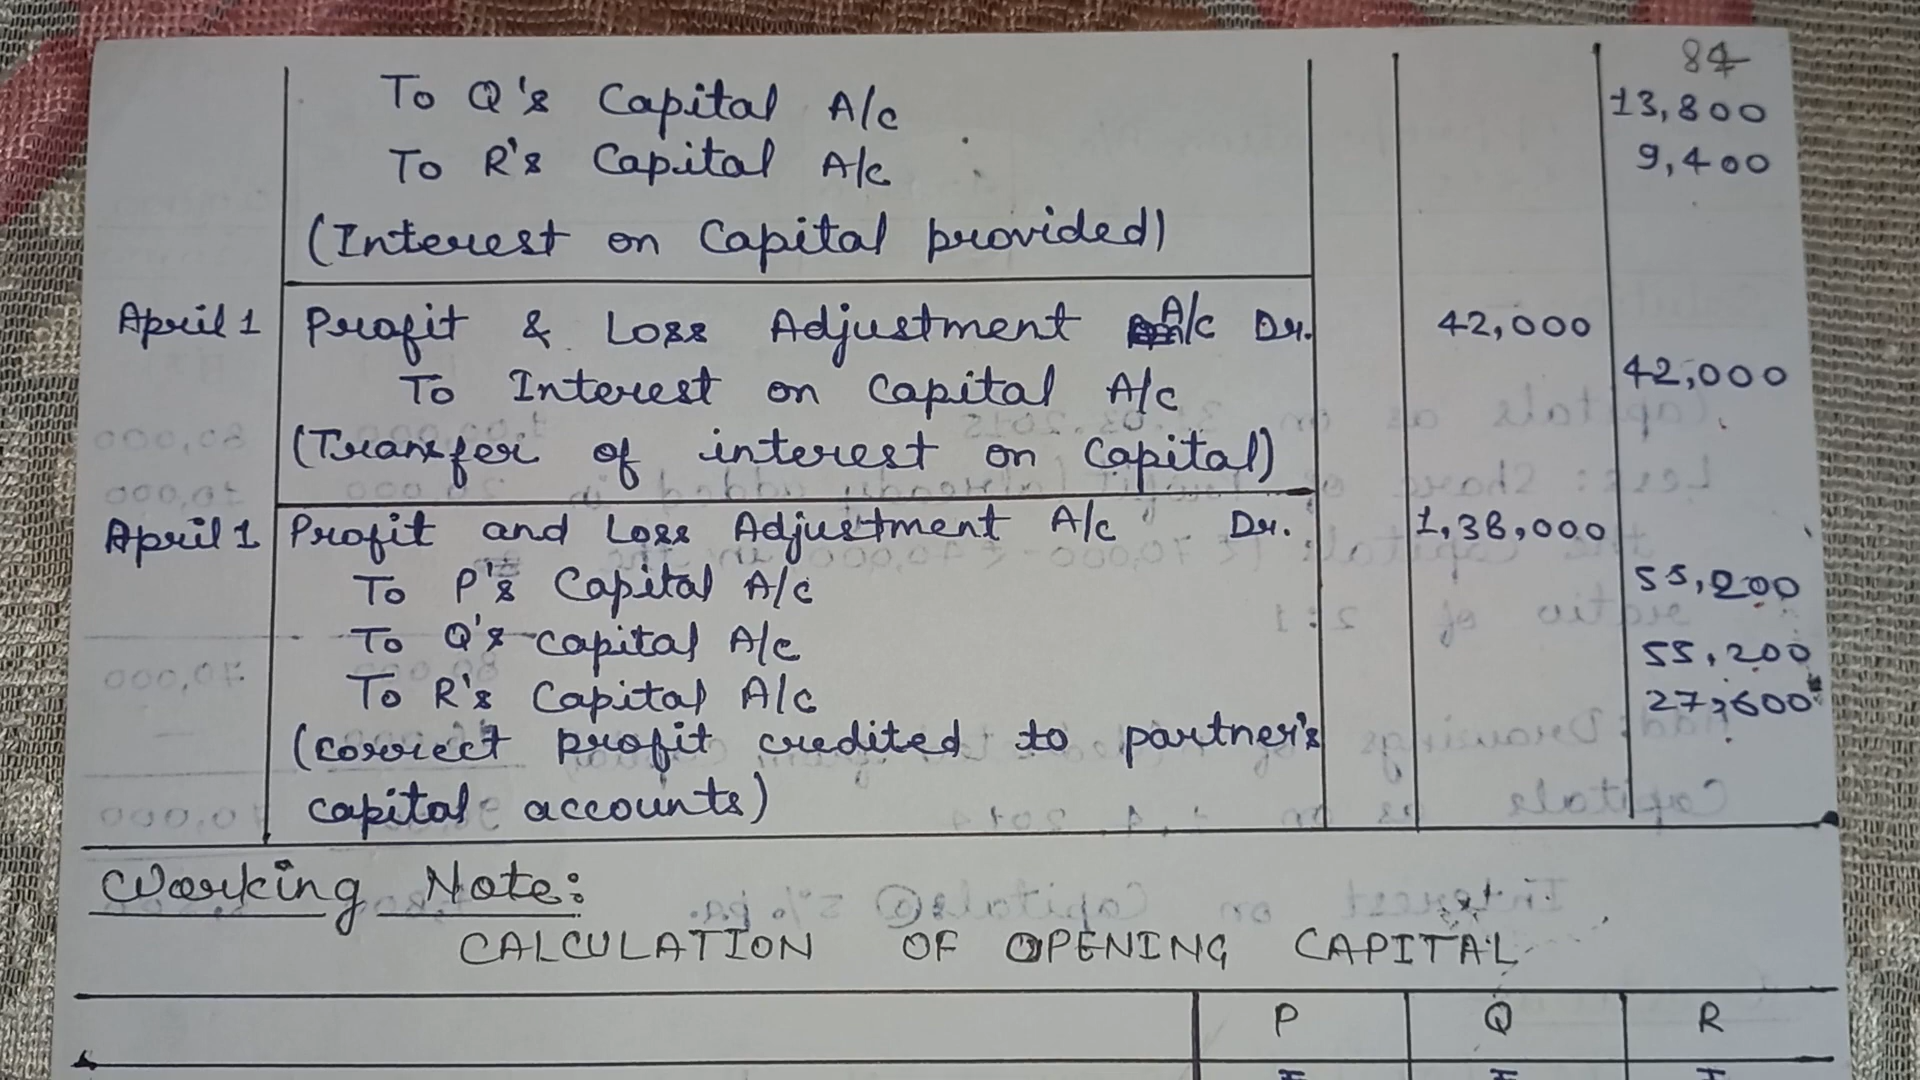 84
To Q's Capital A/c 13,800
To R's Capital A/c 9,400
(Interest on Capital provided)
April 1 Profit & Loss Adjustment A/c Dr. 42,000
To Interest on Capital A/c 42,000
(Transfer of interest on Capital)
April 1 Profit and Loss Adjustment A/c Dr. 1,38,000
To P's Capital A/c 55,200
To Q's capital A/c 55,200
To R's Capital A/c 27,600
(correct profit credited to partner's
capital accounts)
Working Note:
CALCULATION OF OPENING CAPITAL
P Q R